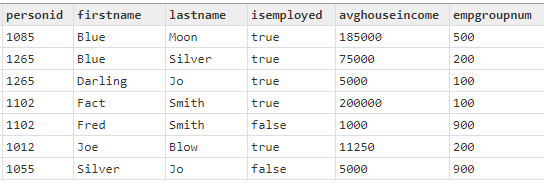 personid firstname lastname isemployed avghouseincome empgroupnum
1085 Blue Moon true 185000 500
1265 Blue Silver true 75000 200
1265 Darling Jo true 5000 100
1102 Fact Smith true 200000 100
1102 Fred Smith false 1000 900
1012 Joe Blow true 11250 200
1055 Silver Jo false 5000 900